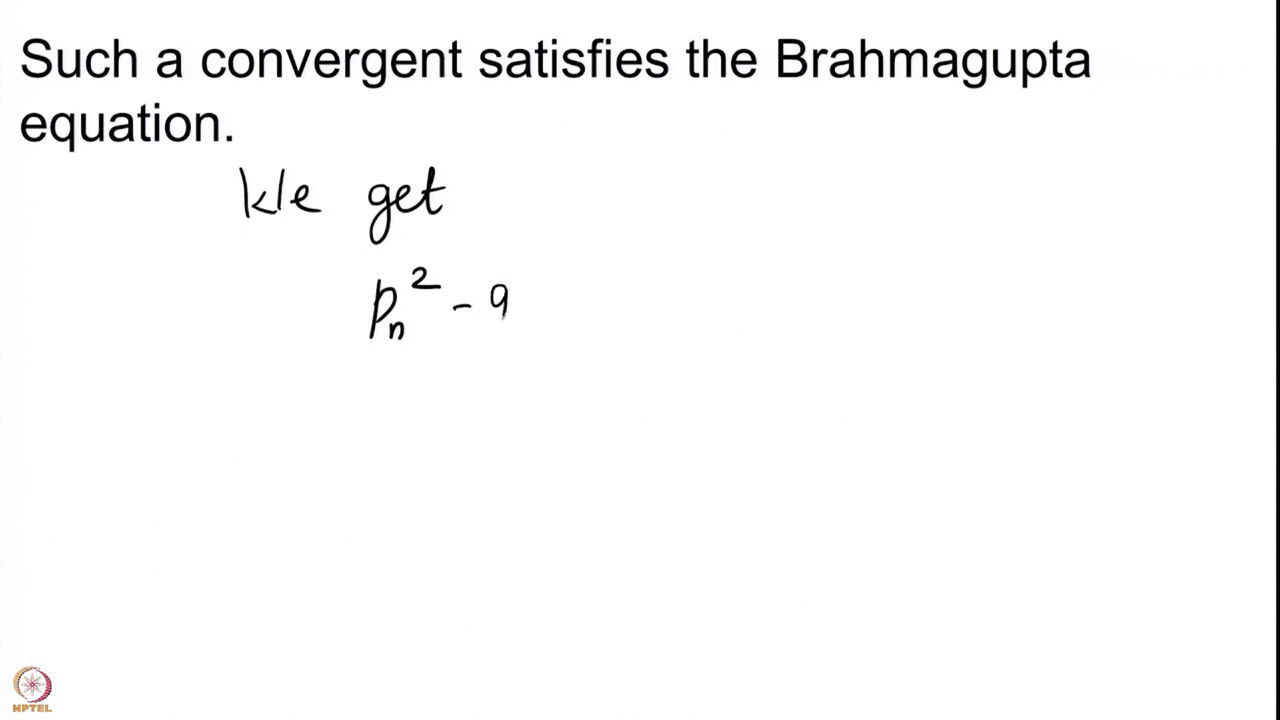 Such a convergent satisfies the Brahmagupta
equation.
We get
pₙ² - 9
NPTEL